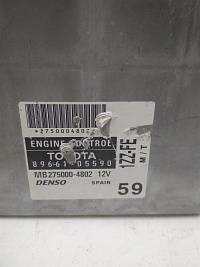 *2750004802
ENGINE CONTROL
TOYOTA
89661-05590
MB275000-4802 12V
DENSO SPAIN
1ZZ-FE
M/T
59